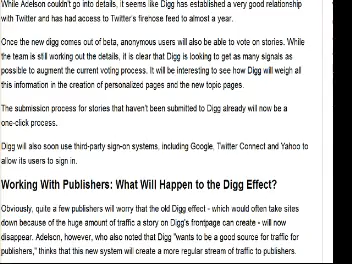 While Adelson couldn't go into details, it seems like Digg has established a very good relationship
with Twitter and has had access to Twitter's firehose feed to almost a year.
Once the new digg comes out of beta, anonymous users will also be able to vote on stories. While
the team is still working out the details, it is clear that Digg is looking to get as many signals as
possible to augment the current voting process. It will be interesting to see how Digg will weigh all
this information in the creation of personalized pages and the new topic pages.
The submission process for stories that haven't been submitted to Digg already will now be a
one-click process.
Digg will also soon use third-party sign-on systems, including Google, Twitter Connect and Yahoo to
allow its users to sign in.
Working With Publishers: What Will Happen to the Digg Effect?
Obviously, quite a few publishers will worry that the old Digg effect - which would often take sites
down because of the huge amount of traffic a story on Digg's frontpage can create - will now
disappear. Adelson, however, who also noted that Digg "wants to be a good source for traffic for
publishers," thinks that this new system will create a more regular stream of traffic to publishers.